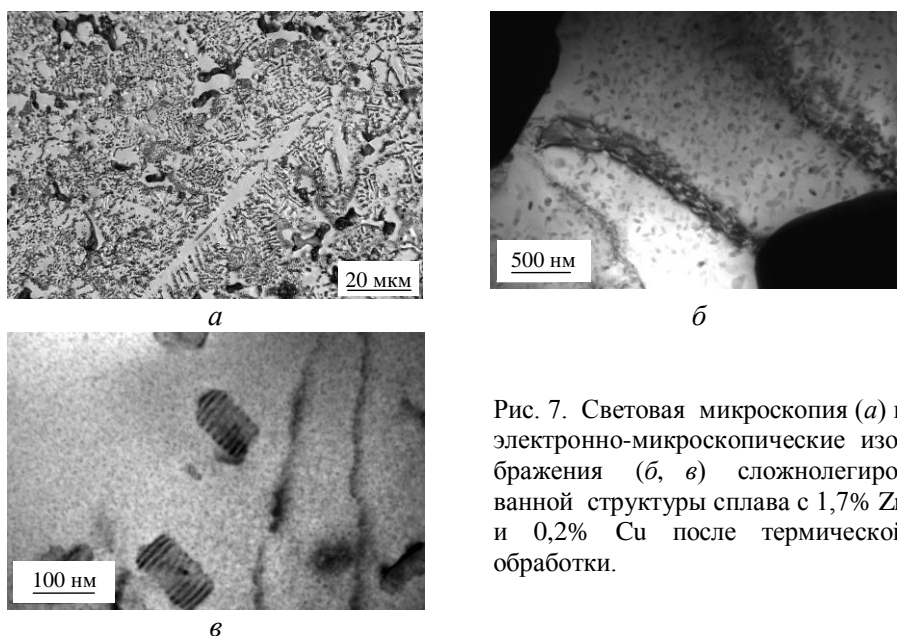 20 мкм
500 нм
а
б
100 нм
в
Рис. 7. Световая микроскопия (а) и
электронно-микроскопические изо
бражения (б, в) сложнолегиро
ванной структуры сплава с 1,7% Zr
и 0,2% Cu после термической
обработки.